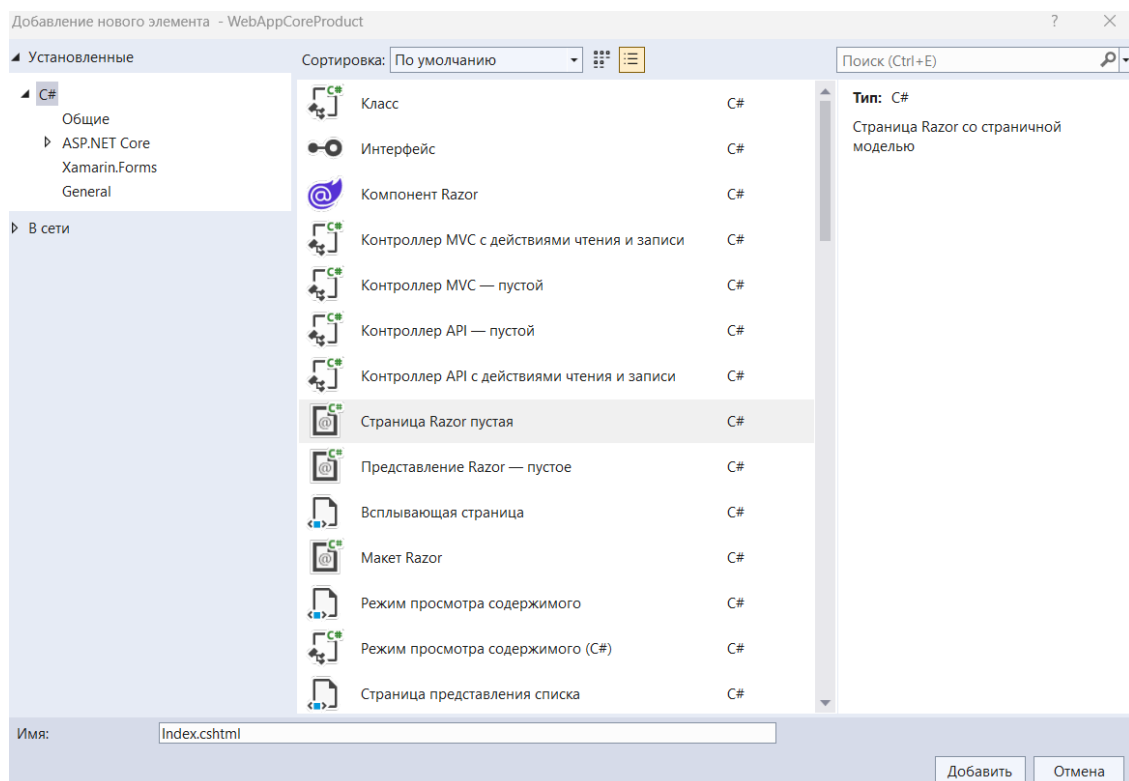 Добавление нового элемента - WebAppCoreProduct
Установленные
C#
Общие
ASP.NET Core
Xamarin.Forms
General
В сети
Сортировка: По умолчанию
Класс C#
Интерфейс C#
Компонент Razor C#
Контроллер MVC с действиями чтения и записи C#
Контроллер MVC — пустой C#
Контроллер API — пустой C#
Контроллер API с действиями чтения и записи C#
Страница Razor пустая C#
Представление Razor — пустое C#
Всплывающая страница C#
Макет Razor C#
Режим просмотра содержимого C#
Режим просмотра содержимого (C#) C#
Страница представления списка C#
Поиск (Ctrl+E)
Тип: C#
Страница Razor со страничной
моделью
Имя: Index.cshtml
Добавить Отмена